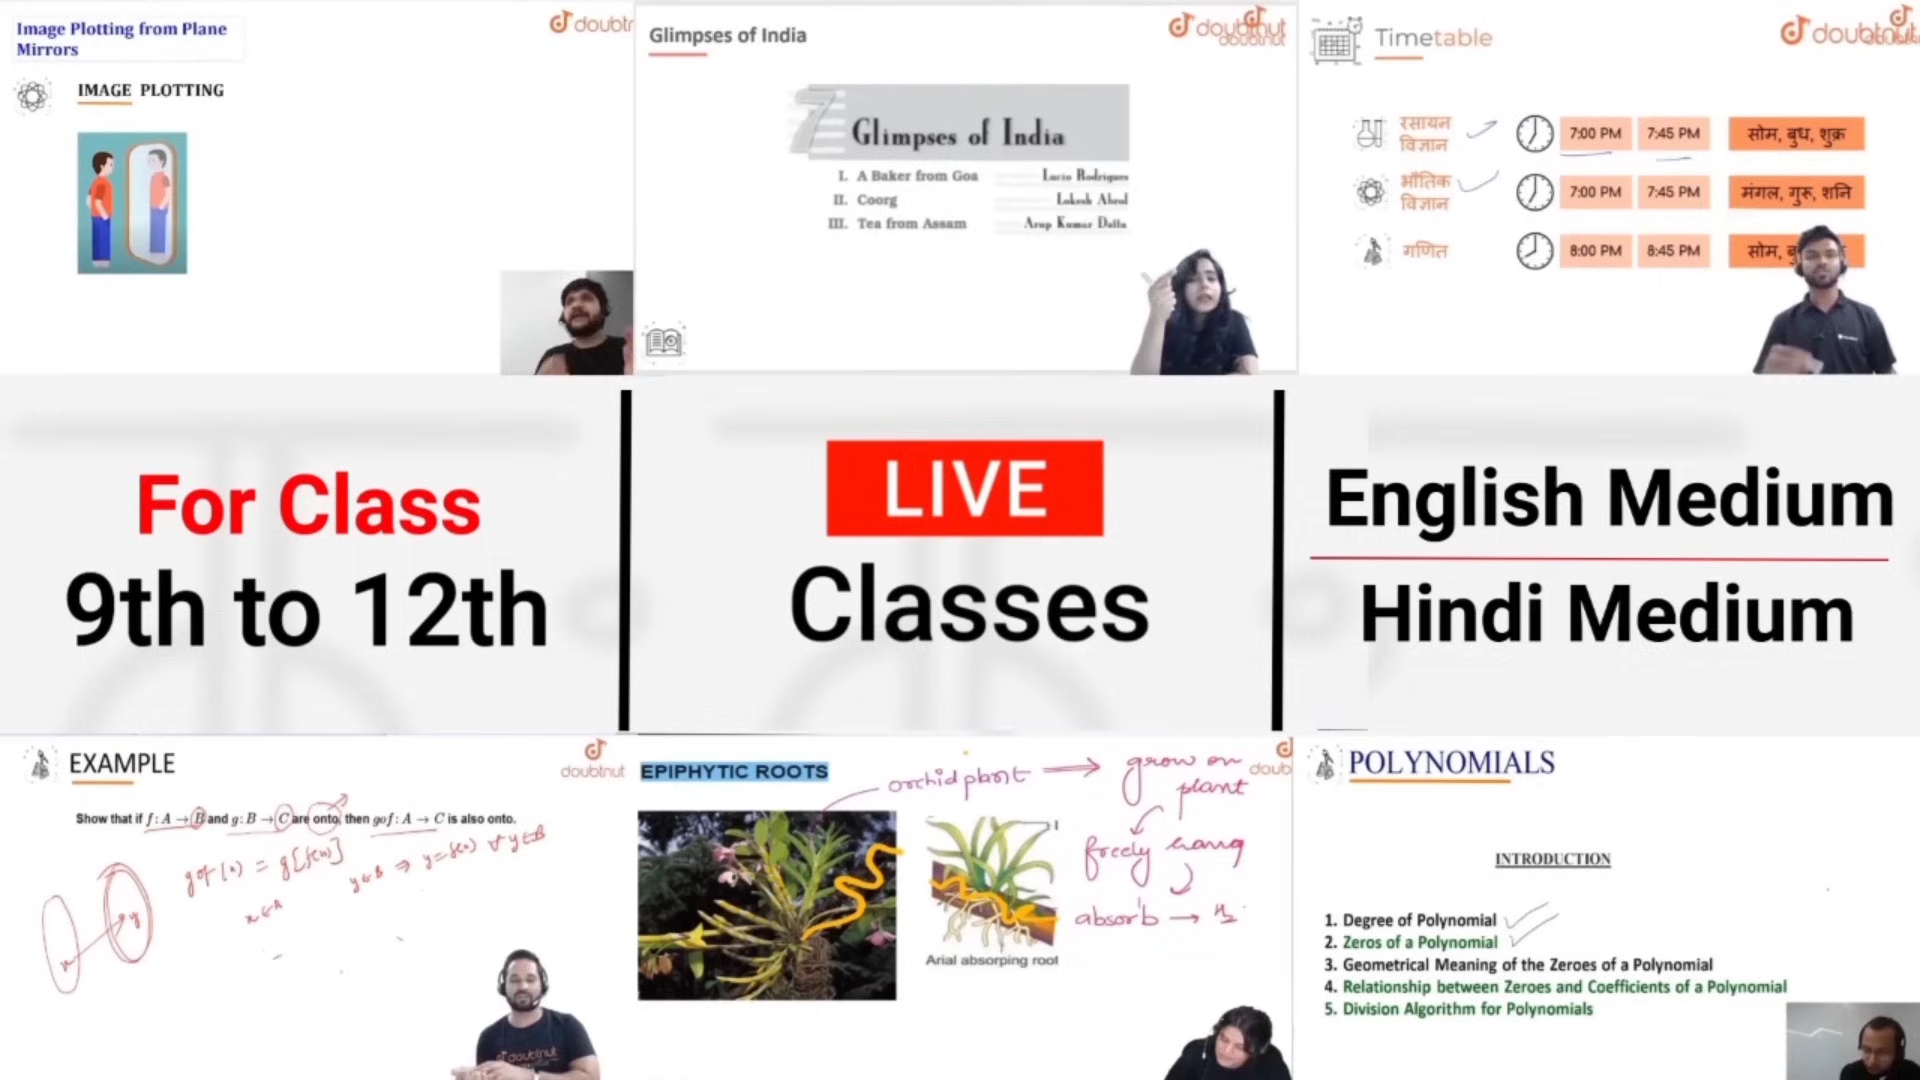 Image Plotting from Plane
Mirrors
IMAGE PLOTTING
Glimpses of India
doubtnut
doubtnut
7
Glimpses of India
I. A Baker from Goa Lucio Rodrigues
II. Coorg Lokesh Abrol
III. Tea from Assam Arup Kumar Datta
Timetable
doubtnut
रसायन
विज्ञान
7:00 PM 7:45 PM सोम, बुध, शुक्र
भौतिक
विज्ञान
7:00 PM 7:45 PM मंगल, गुरू, शनि
गणित
8:00 PM 8:45 PM सोम,
For Class
9th to 12th
LIVE
Classes
English Medium
Hindi Medium
EXAMPLE
doubtnut
Show that if f : A → B and g : B → C are onto, then gof : A → C is also onto.
gof(x) = g[f(x)]
y∈B ⇒ y=f(x) ∀ y∈B
x∈A
x
y
doubtnut
EPIPHYTIC ROOTS
orchid plant → grow on
plant
freely hang
absorb →
Arial absorping root
doub
POLYNOMIALS
INTRODUCTION
1. Degree of Polynomial
2. Zeros of a Polynomial
3. Geometrical Meaning of the Zeroes of a Polynomial
4. Relationship between Zeroes and Coefficients of a Polynomial
5. Division Algorithm for Polynomials